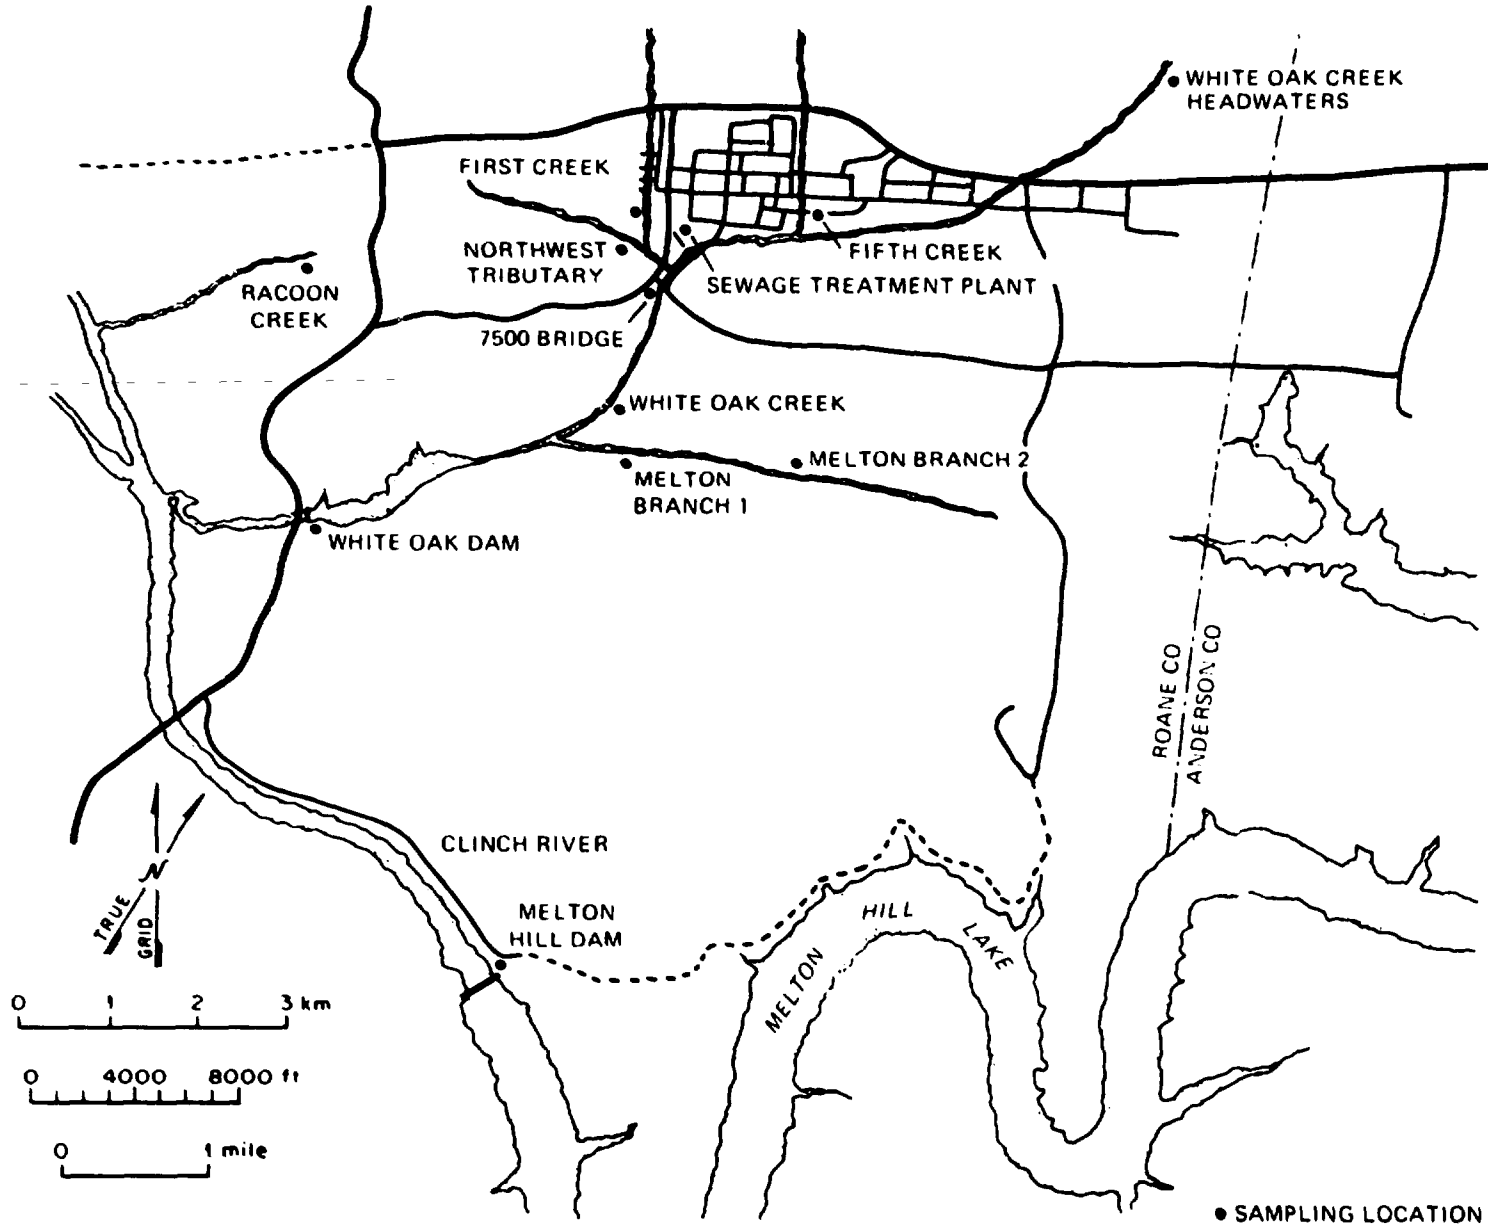 WHITE OAK CREEK
HEADWATERS
FIRST CREEK
NORTHWEST
TRIBUTARY
FIFTH CREEK
SEWAGE TREATMENT PLANT
RACOON
CREEK
7500 BRIDGE
WHITE OAK CREEK
MELTON BRANCH 2
MELTON
BRANCH 1
WHITE OAK DAM
ROANE CO
ANDERSON CO
CLINCH RIVER
MELTON
HILL DAM
MELTON
HILL
LAKE
N
TRUE
GRID
0 1 2 3 km
0 4000 8000 ft
0 1 mile
SAMPLING LOCATION